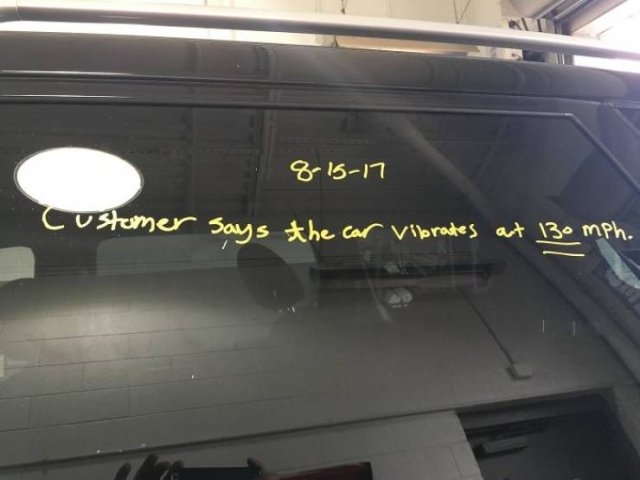 8-15-17
Customer says the car vibrates at 130 mph.